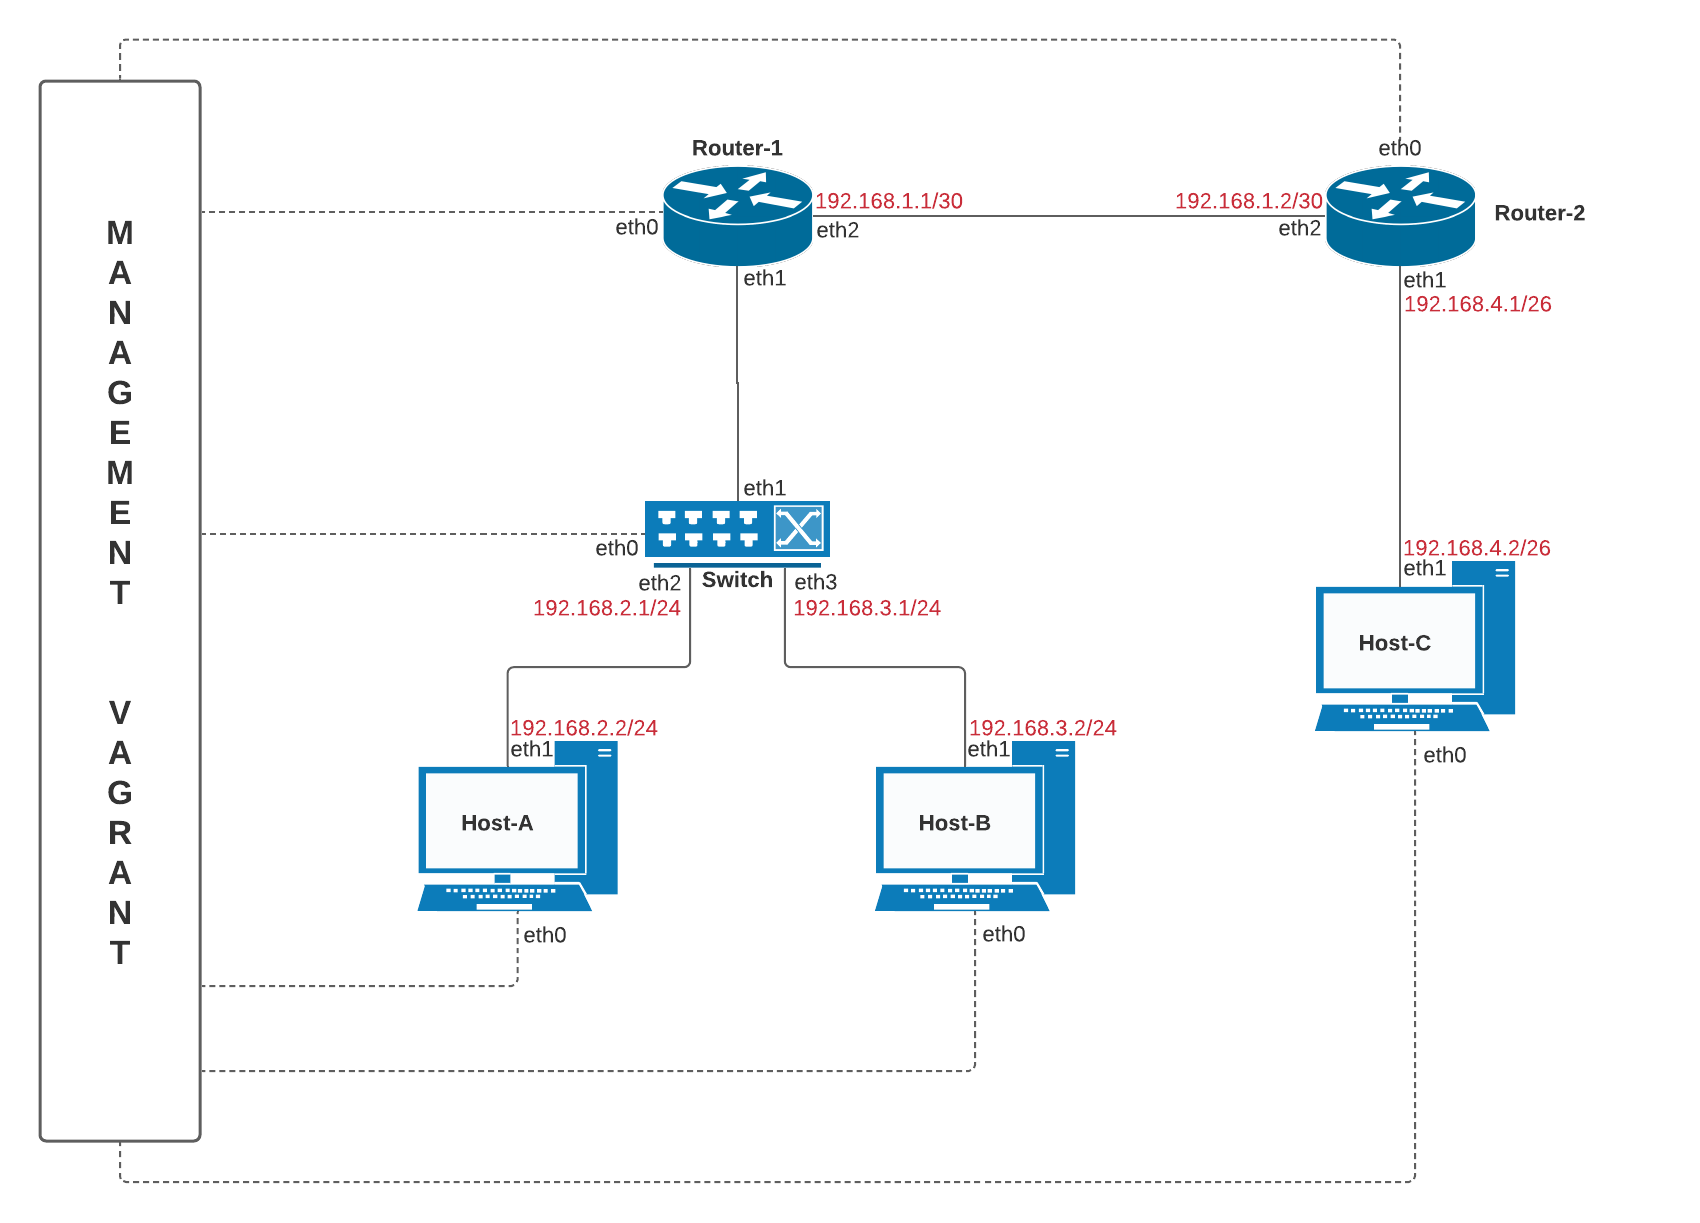 MANAGEMENT
VAGRANT
Router-1
eth0
192.168.1.1/30
192.168.1.2/30
Router-2
eth0
eth2
eth2
eth1
eth1
192.168.4.1/26
eth1
eth0
Switch
eth2
eth3
192.168.2.1/24
192.168.3.1/24
192.168.4.2/26
eth1
Host-C
eth0
192.168.2.2/24
eth1
Host-A
eth0
192.168.3.2/24
eth1
Host-B
eth0